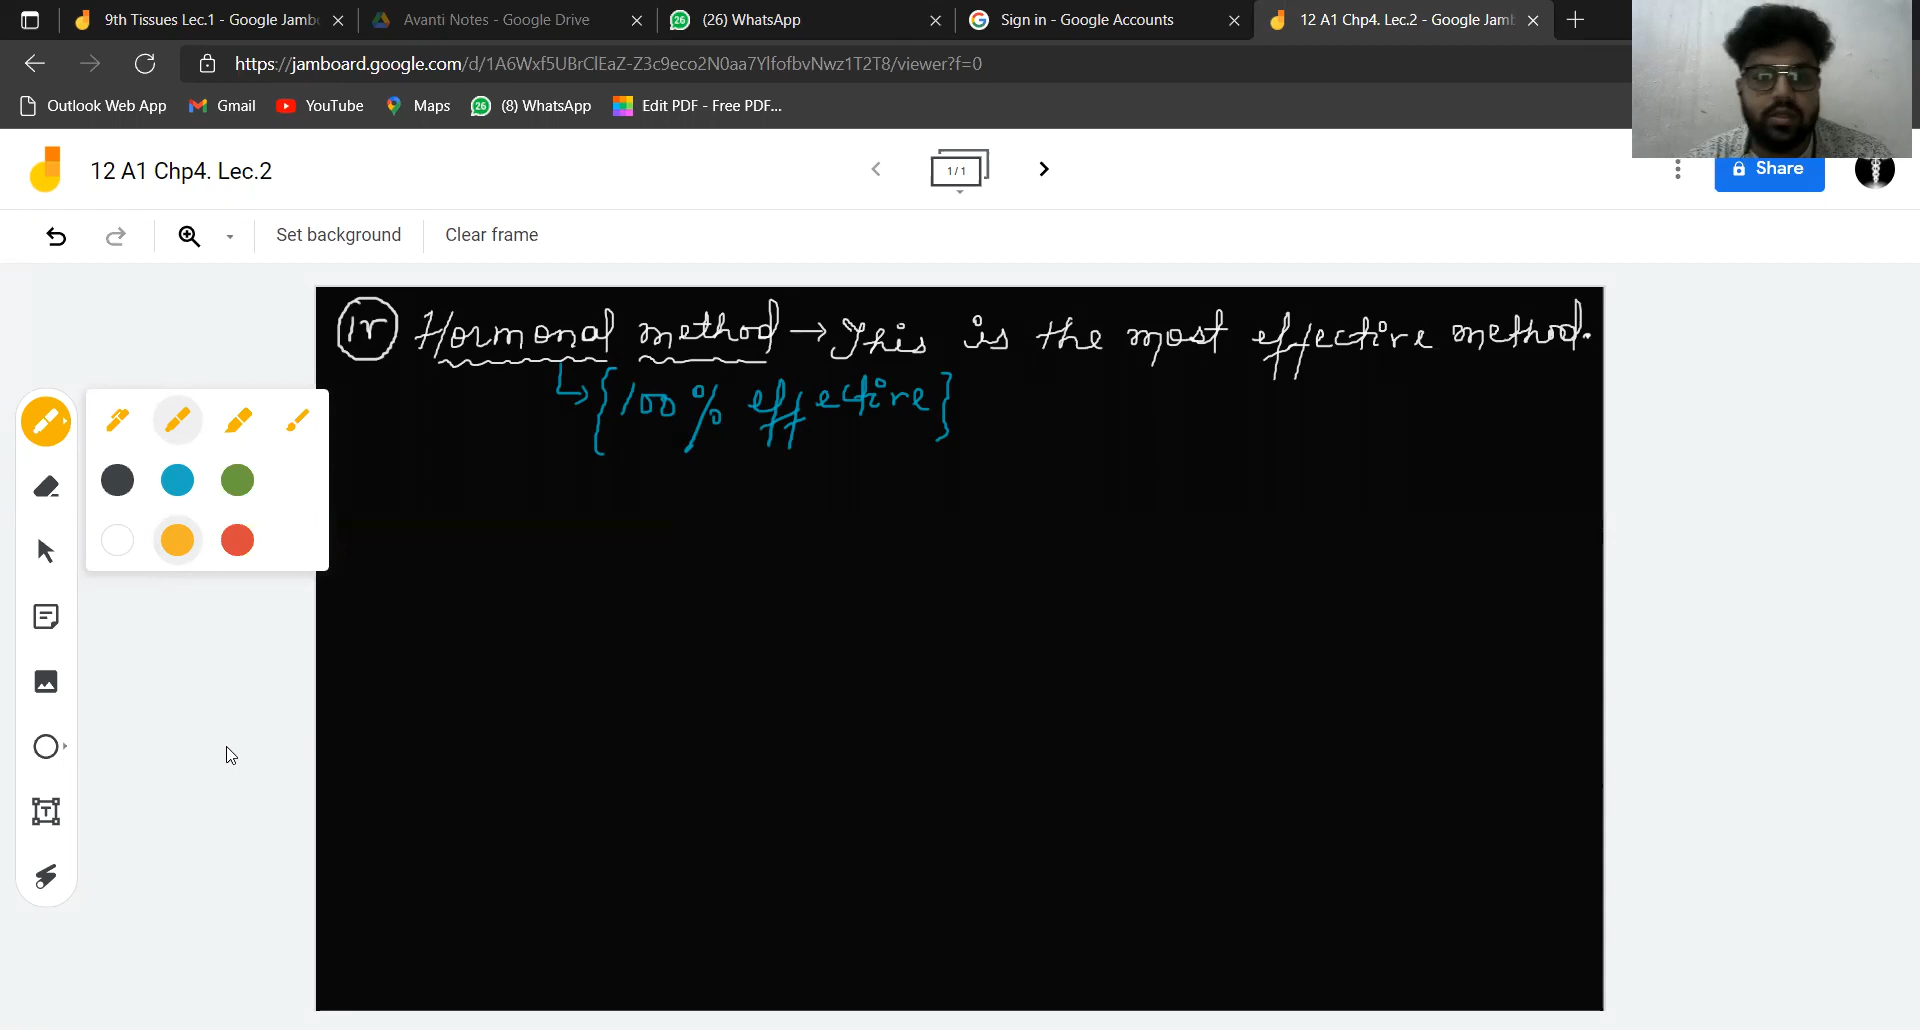 9th Tissues Lec.1 - Google Jambo
Avanti Notes - Google Drive
26 (26) WhatsApp
Sign in - Google Accounts
12 A1 Chp4. Lec.2 - Google Jamb
https://jamboard.google.com/d/1A6Wxf5UBrClEaZ-Z3c9eco2N0aa7YlfofbvNwz1T2T8/viewer?f=0
Outlook Web App
Gmail
YouTube
Maps
26 (8) WhatsApp
Edit PDF - Free PDF...
12 A1 Chp4. Lec.2
1/1
Share
Set background
Clear frame
(iv) Hormonal method → This is the most effective method.
↳ {100% effective}
T